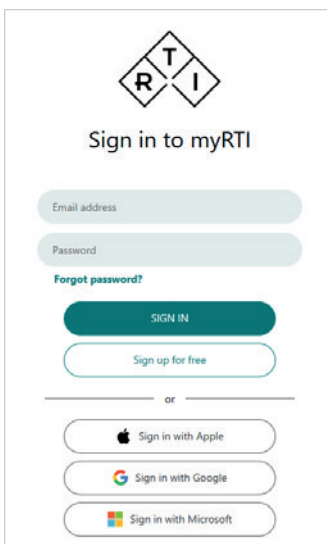 T
R I
Sign in to myRTI
Email address
Password
Forgot password?
SIGN IN
Sign up for free
or
Sign in with Apple
Sign in with Google
Sign in with Microsoft